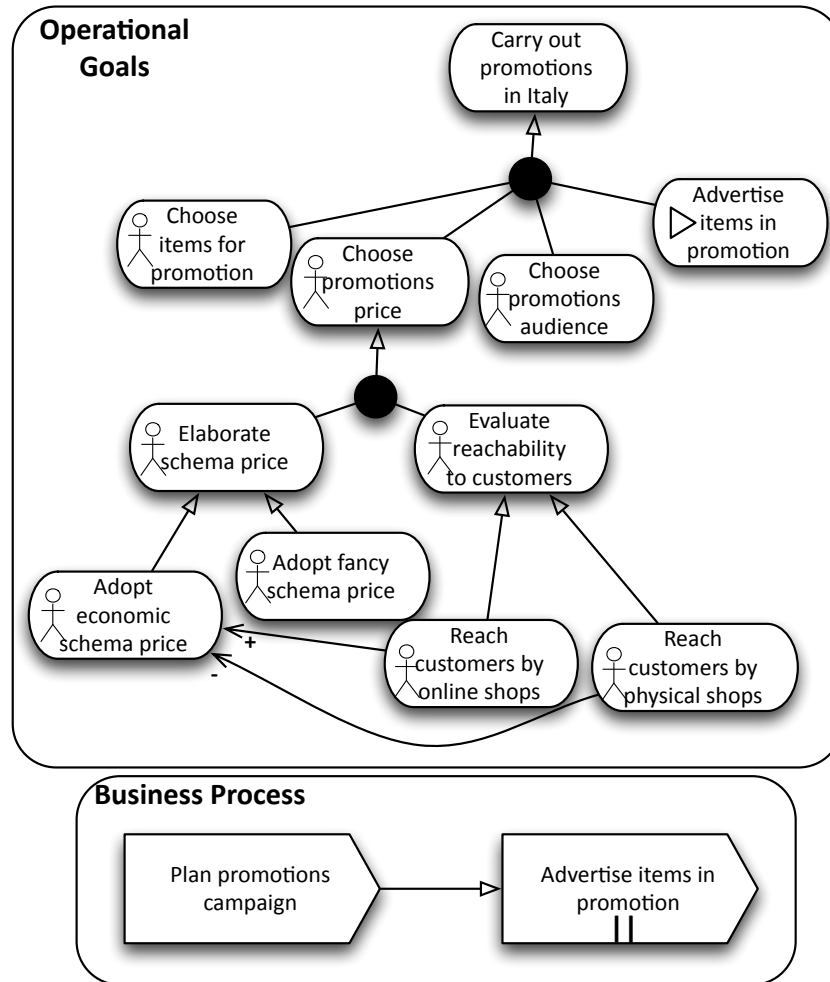 Operational
Goals
Carry out
promotions
in Italy
Choose
items for
promotion
Choose
promotions
price
Choose
promotions
audience
Advertise
items in
promotion
Elaborate
schema price
Evaluate
reachability
to customers
Adopt
economic
schema price
Adopt fancy
schema price
Reach
customers by
online shops
Reach
customers by
physical shops
+
-
Business Process
Plan promotions
campaign
Advertise items in
promotion